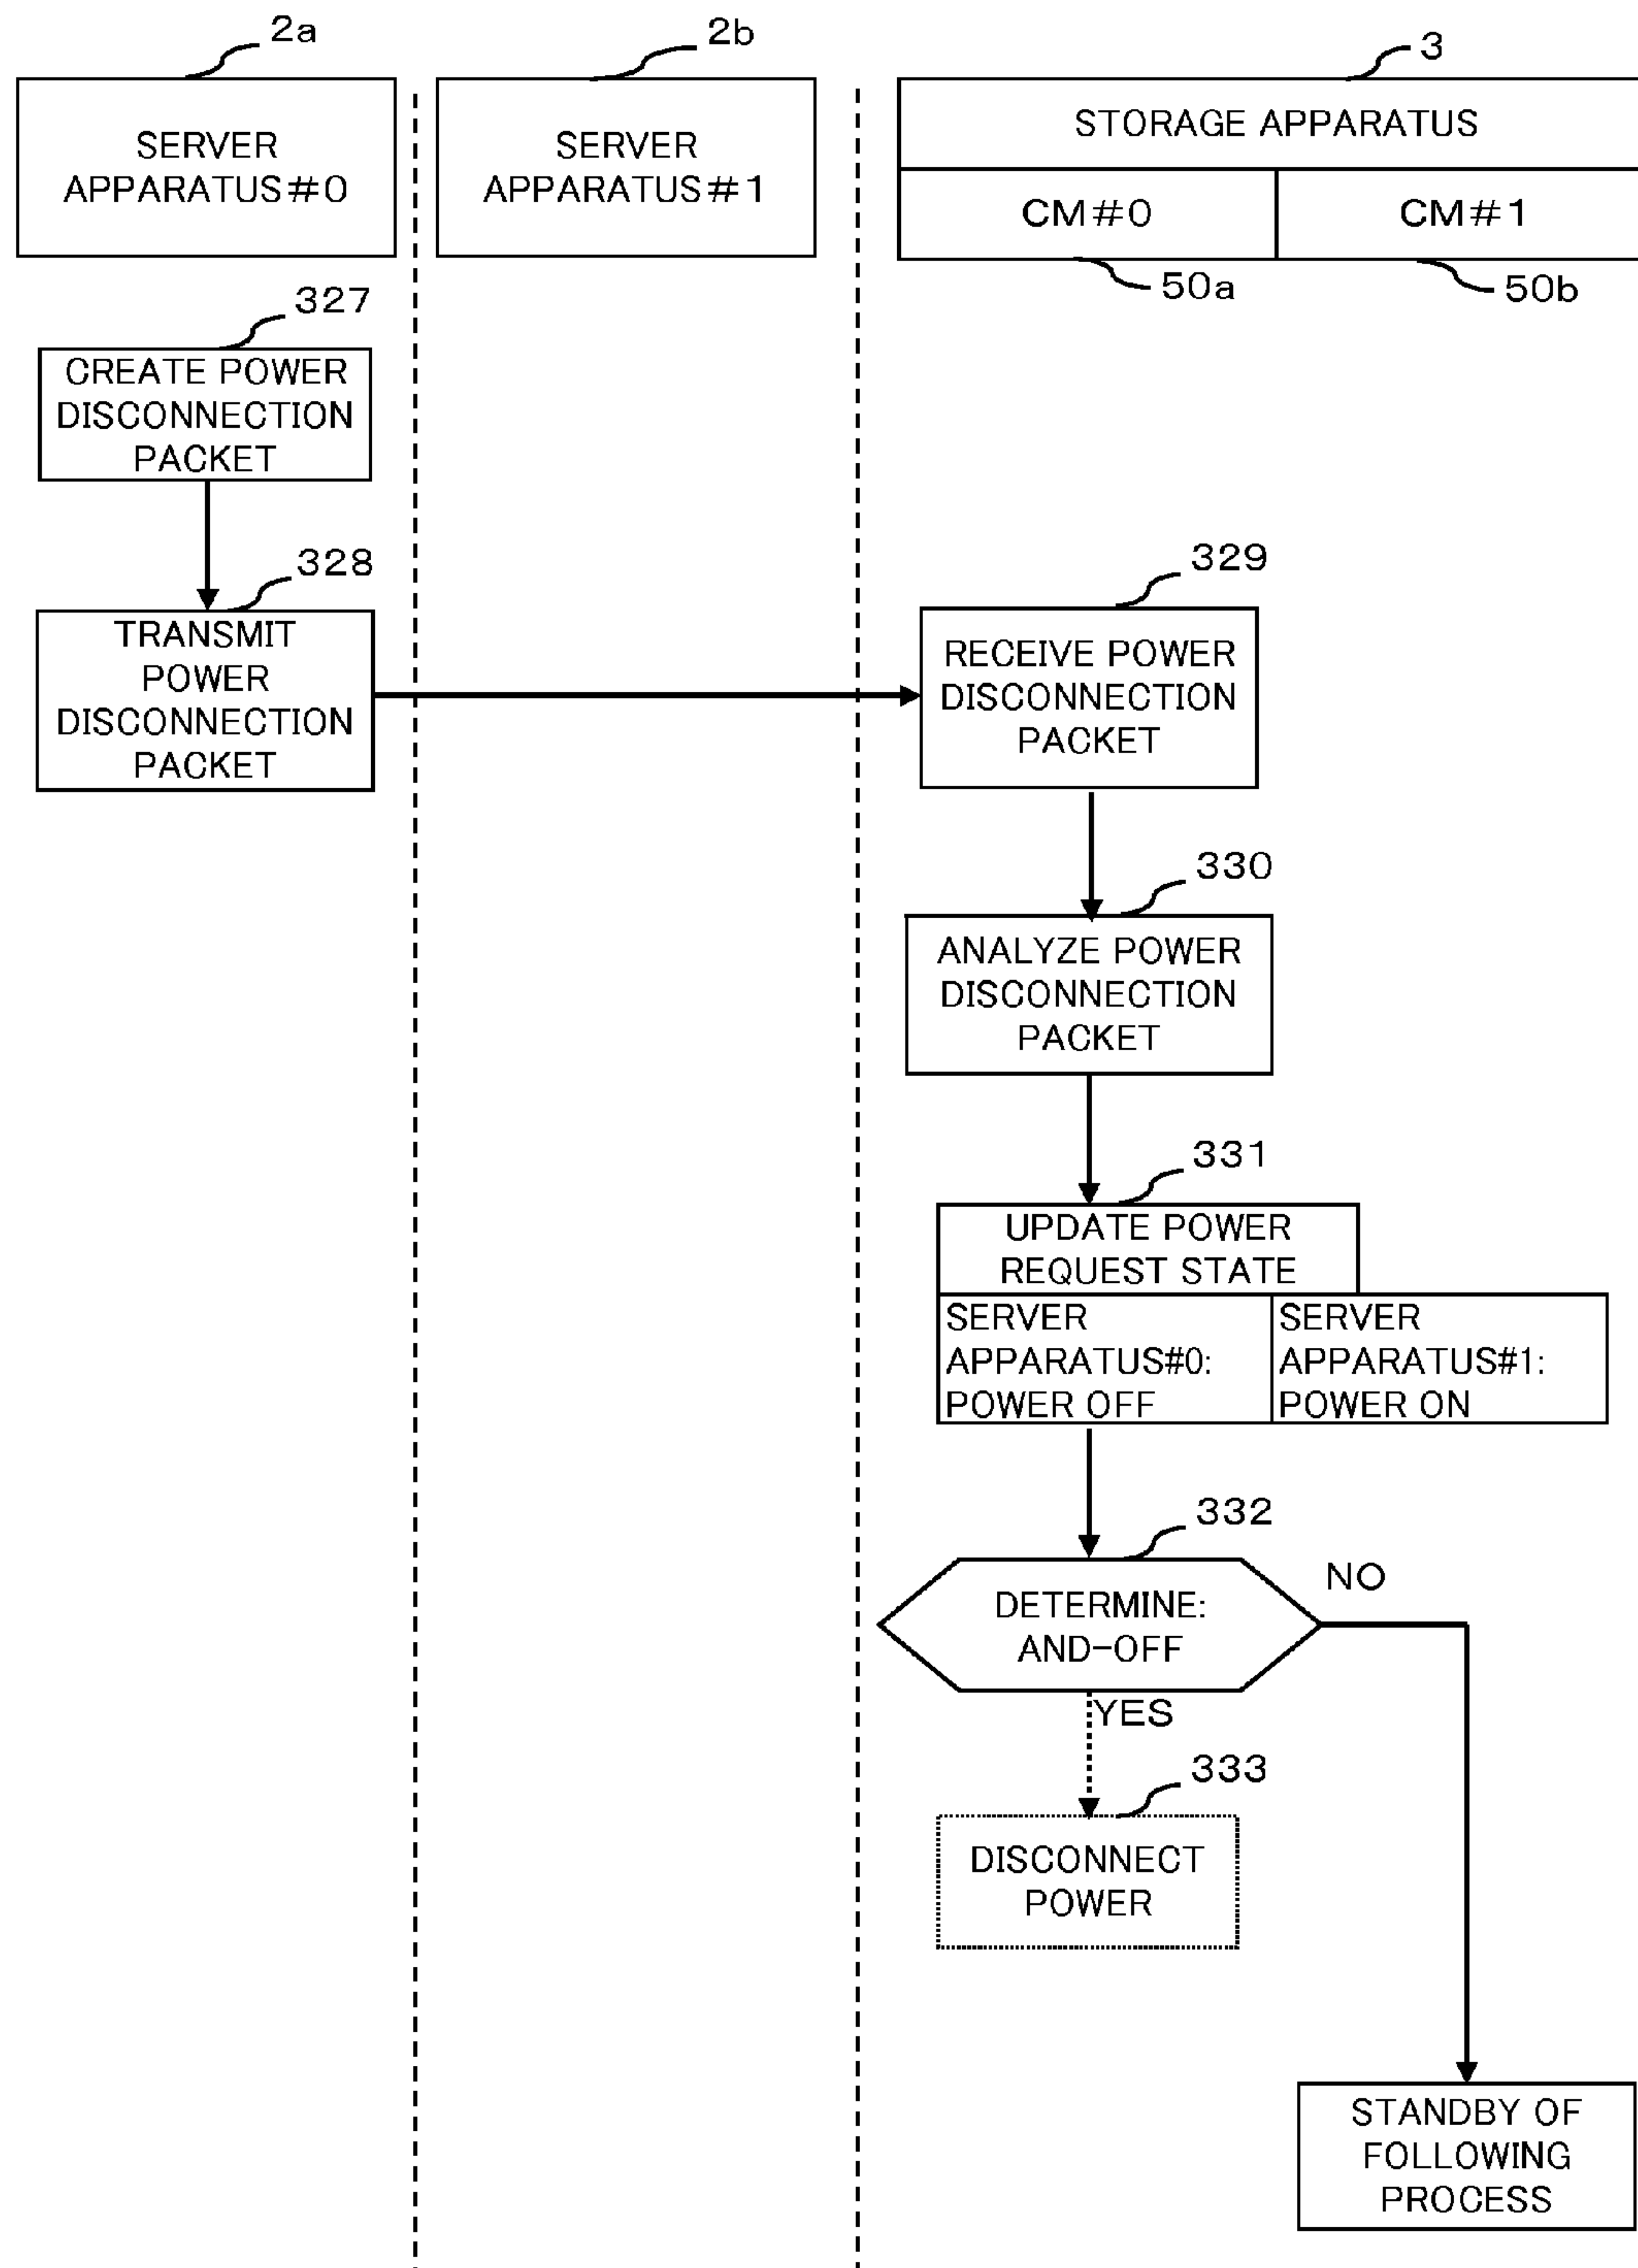 2a
2b
3
SERVER
APPARATUS#0
SERVER
APPARATUS#1
STORAGE APPARATUS
CM#0
CM#1
50a
50b
327
CREATE POWER
DISCONNECTION
PACKET
328
TRANSMIT
POWER
DISCONNECTION
PACKET
329
RECEIVE POWER
DISCONNECTION
PACKET
330
ANALYZE POWER
DISCONNECTION
PACKET
331
UPDATE POWER
REQUEST STATE
SERVER
APPARATUS#0:
POWER OFF
SERVER
APPARATUS#1:
POWER ON
332
DETERMINE:
AND-OFF
NO
YES
333
DISCONNECT
POWER
STANDBY OF
FOLLOWING
PROCESS